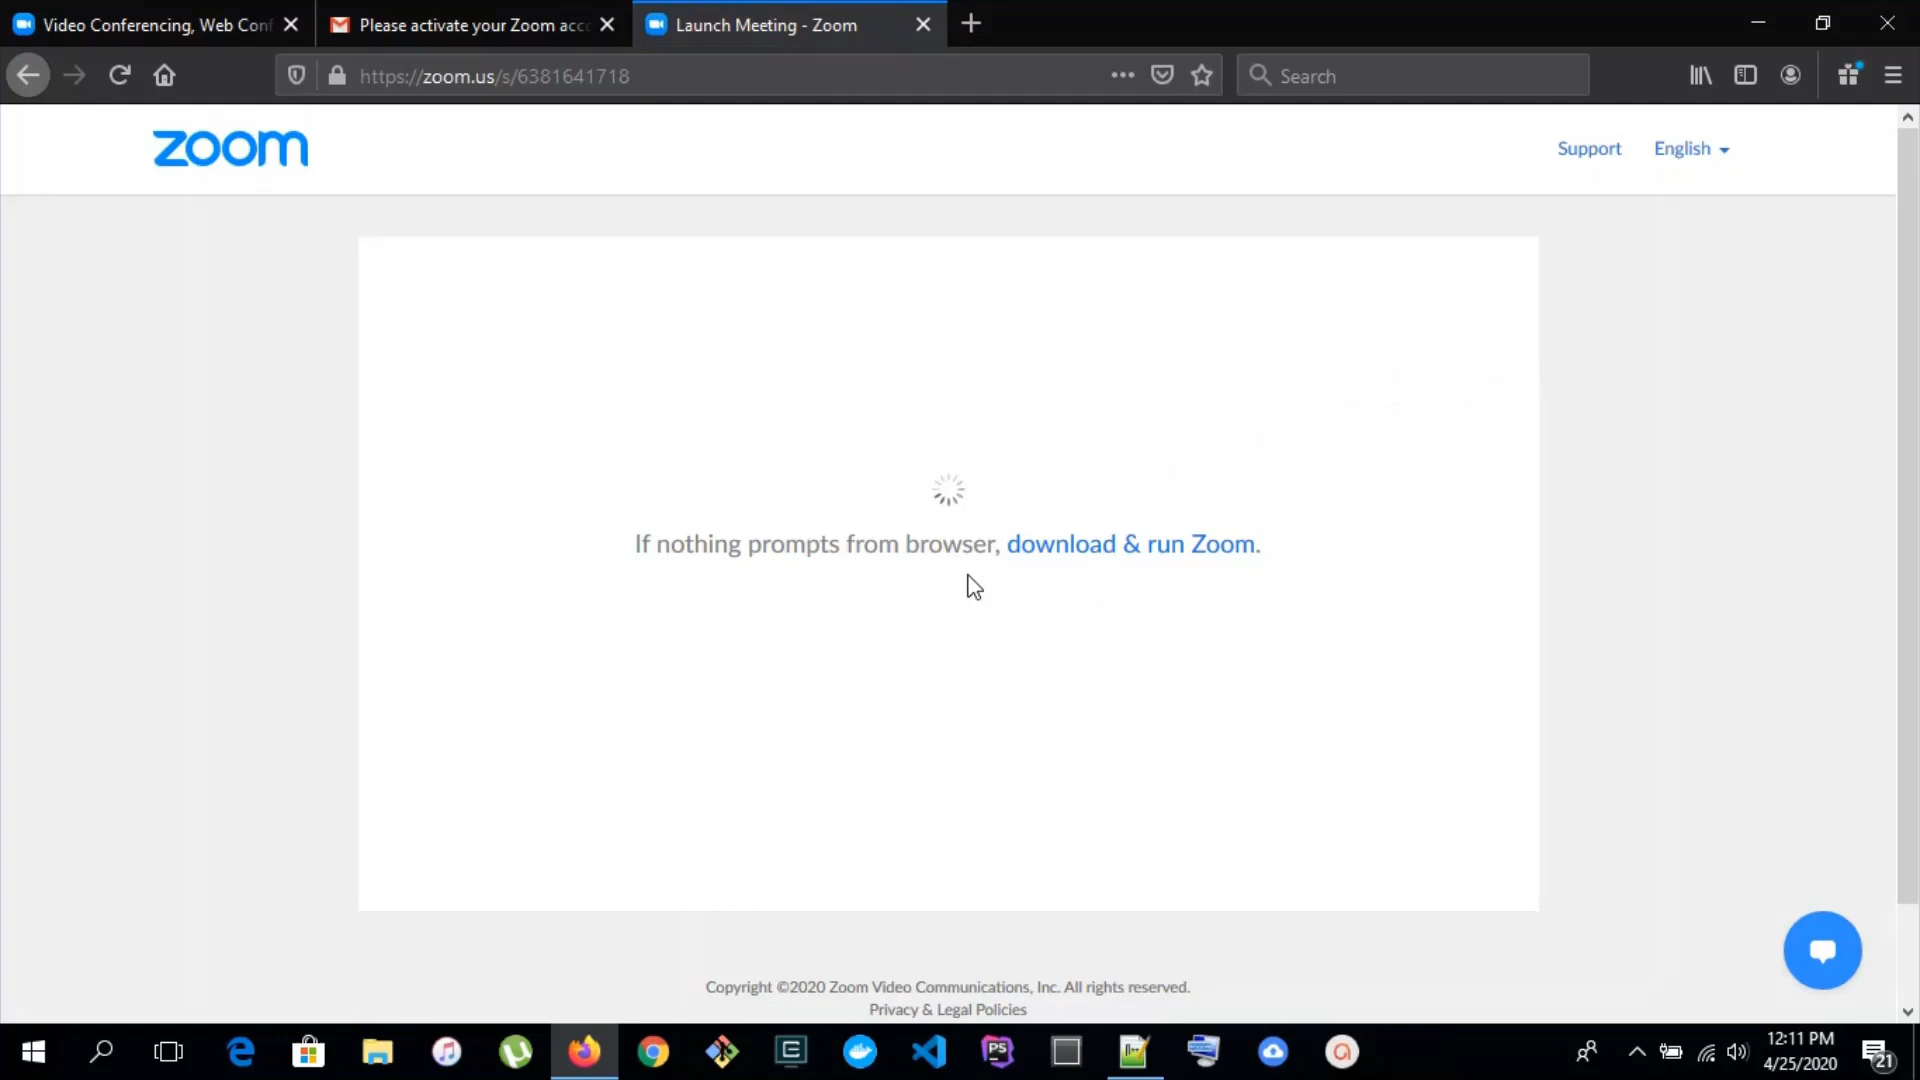 Video Conferencing, Web Conf
Please activate your Zoom acco
Launch Meeting - Zoom
https://zoom.us/s/6381641718
Search
zoom
Support
English
If nothing prompts from browser, download & run Zoom.
Copyright ©2020 Zoom Video Communications, Inc. All rights reserved.
Privacy & Legal Policies
PS
12:11 PM
4/25/2020
21